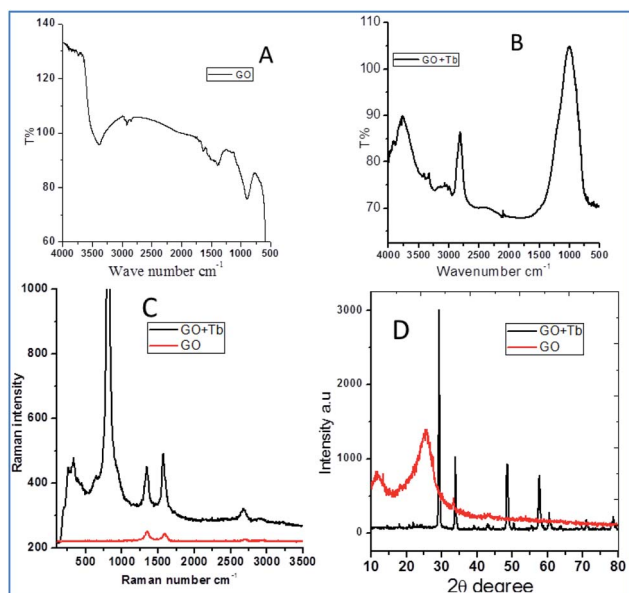 A
GO
T%
140
120
100
80
60
4000 3500 3000 2500 2000 1500 1000 500
Wave number cm⁻¹
B
GO+Tb
T%
110
100
90
80
70
4000 3500 3000 2500 2000 1500 1000 500
Wavenumber cm⁻¹
C
GO+Tb
GO
Raman intensity
1000
800
600
400
200
500 1000 1500 2000 2500 3000 3500
Raman number cm⁻¹
D
GO+Tb
GO
Intensity a.u
3000
2000
1000
0
10 20 30 40 50 60 70 80
2θ degree